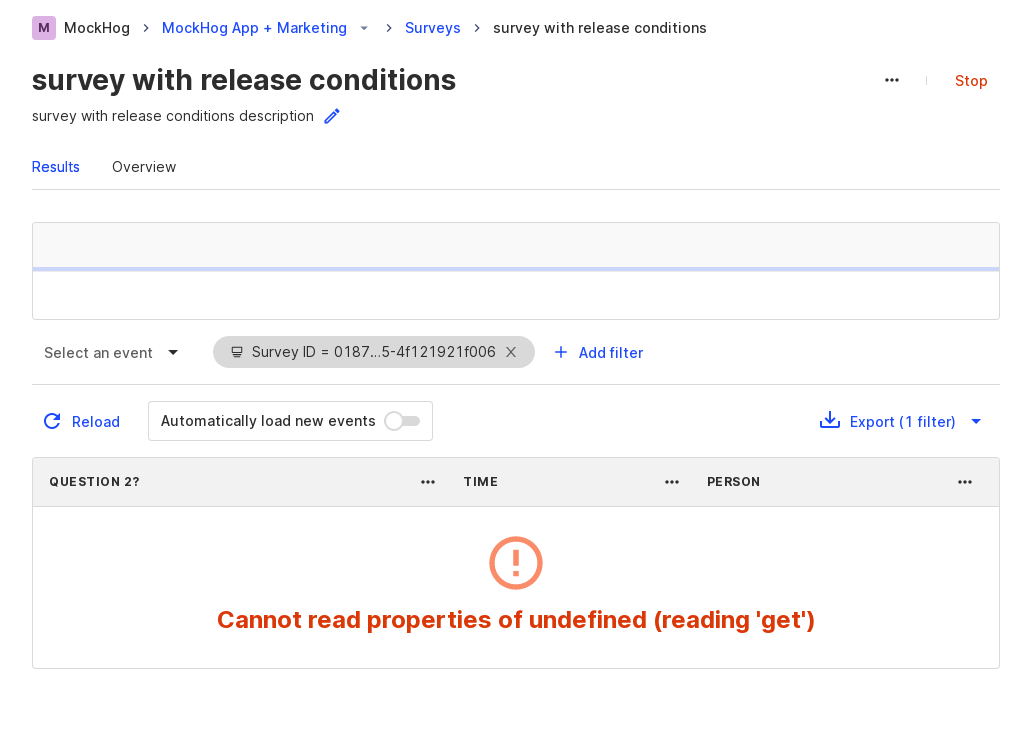 M MockHog MockHog App + Marketing Surveys survey with release conditions
survey with release conditions
Stop
survey with release conditions description
Results Overview
Select an event Survey ID = 0187...5-4f121921f006 Add filter
Reload Automatically load new events Export (1 filter)
QUESTION 2? TIME PERSON
Cannot read properties of undefined (reading 'get')